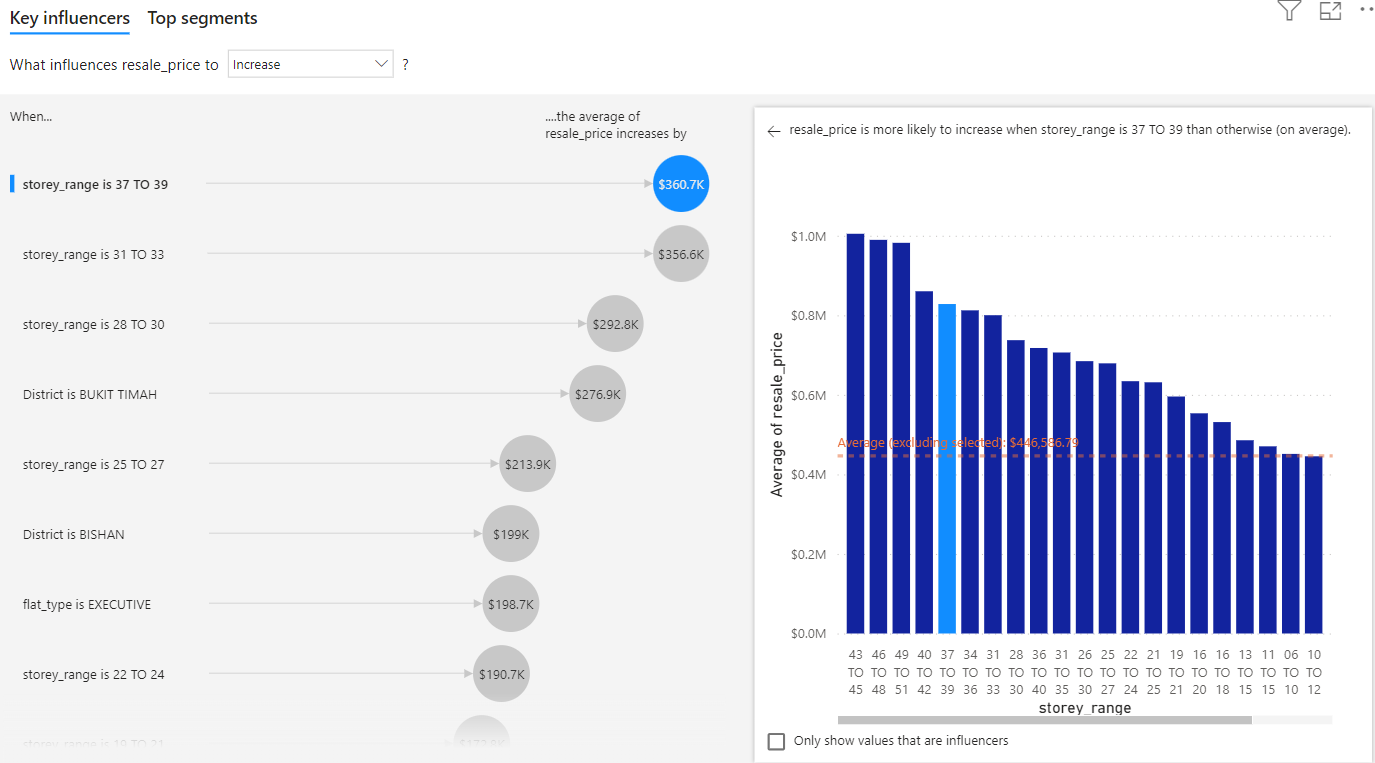 Key influencers Top segments
What influences resale_price to Increase ?
When...
....the average of
resale_price increases by
storey_range is 37 TO 39 $360.7K
storey_range is 31 TO 33 $356.6K
storey_range is 28 TO 30 $292.8K
District is BUKIT TIMAH $276.9K
storey_range is 25 TO 27 $213.9K
District is BISHAN $199K
flat_type is EXECUTIVE $198.7K
storey_range is 22 TO 24 $190.7K
resale_price is more likely to increase when storey_range is 37 TO 39 than otherwise (on average).
Average of resale_price
$1.0M
$0.8M
$0.6M
Average (excluding selected): $446,586.79
$0.4M
$0.2M
$0.0M
43 46 49 40 37 34 31 28 36 31 26 25 22 21 19 16 16 13 11 06 10
TO TO TO TO TO TO TO TO TO TO TO TO TO TO TO TO TO TO TO TO TO
45 48 51 42 39 36 33 30 40 35 30 27 24 25 21 20 18 15 15 10 12
storey_range
Only show values that are influencers